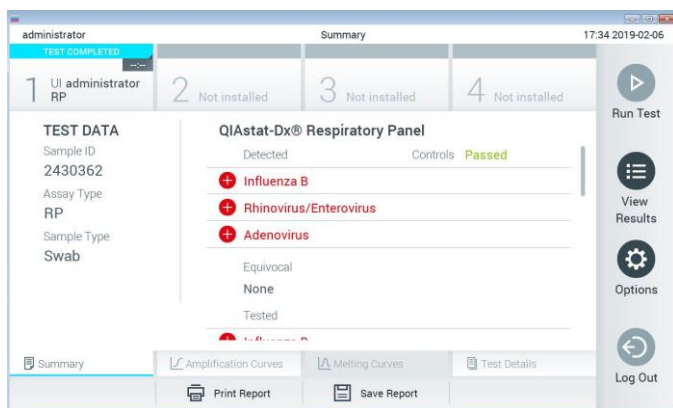 administrator Summary 17:34 2019-02-06
TEST COMPLETED
--:--
1 UI administrator RP
2 Not installed
3 Not installed
4 Not installed
Run Test
TEST DATA
Sample ID
2430362
Assay Type
RP
Sample Type
Swab
QIAstat-Dx® Respiratory Panel
Detected Controls Passed
Influenza B
Rhinovirus/Enterovirus
Adenovirus
Equivocal
None
Tested
View
Results
Options
Log Out
Summary Amplification Curves Melting Curves Test Details
Print Report Save Report